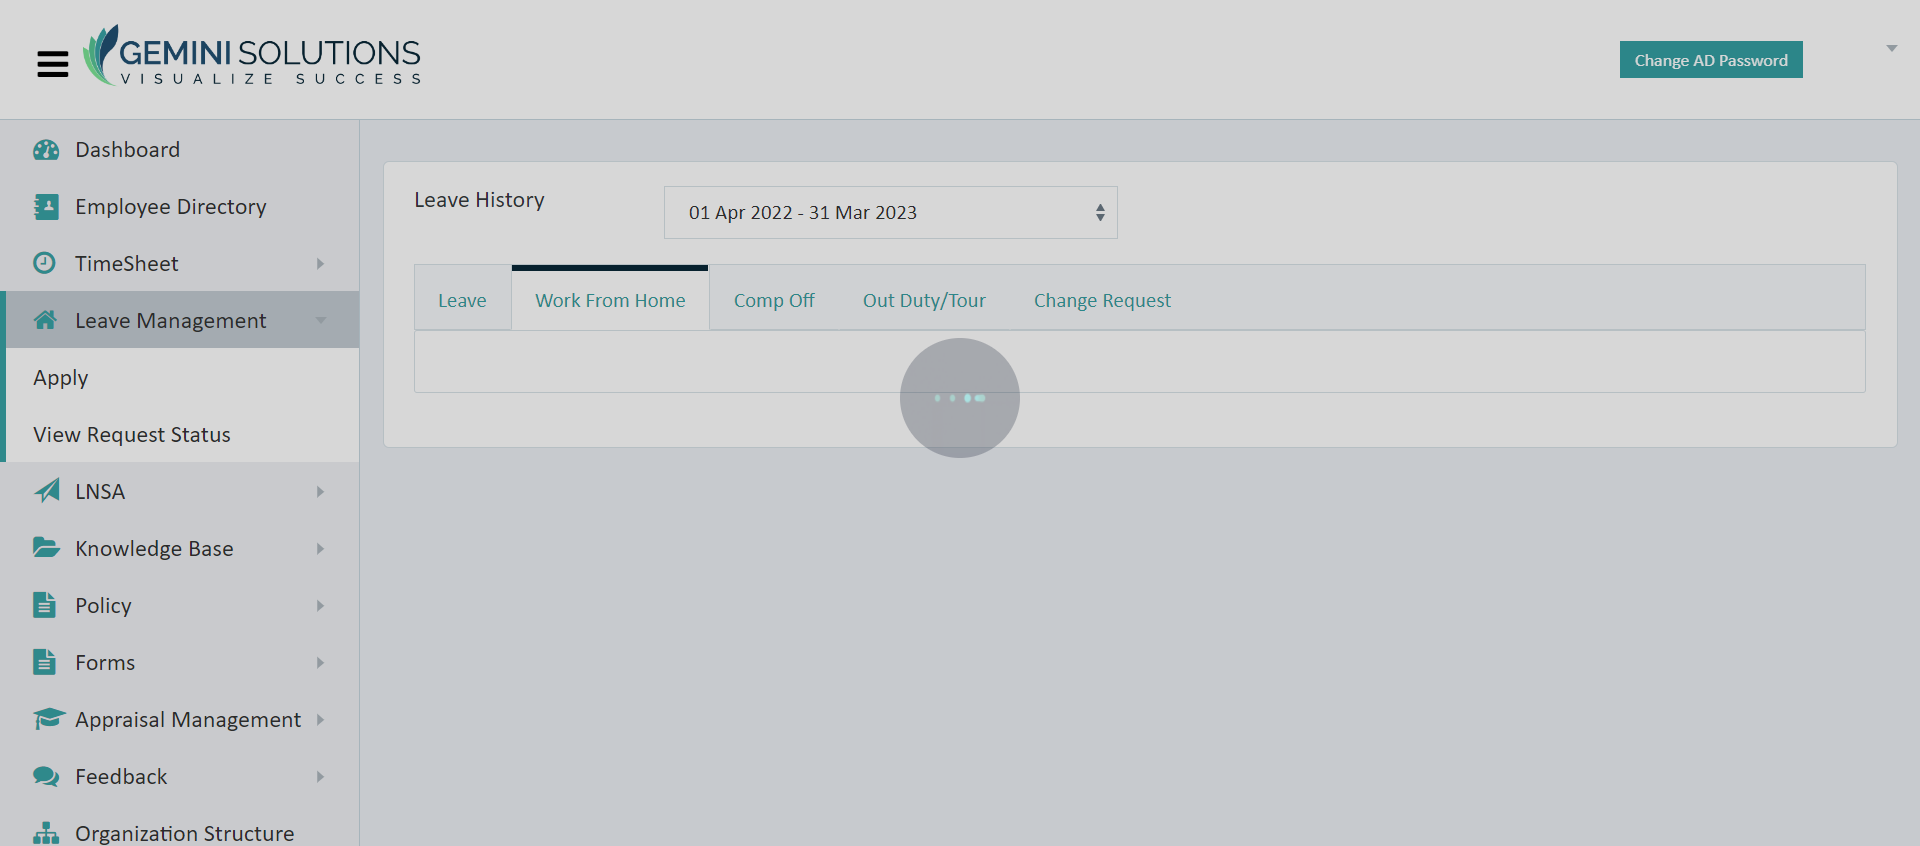 GEMINI SOLUTIONS
VISUALIZE SUCCESS
Change AD Password
Dashboard
Employee Directory
TimeSheet
Leave Management
Apply
View Request Status
LNSA
Knowledge Base
Policy
Forms
Appraisal Management
Feedback
Organization Structure
Leave History
01 Apr 2022 - 31 Mar 2023
Leave Work From Home Comp Off Out Duty/Tour Change Request